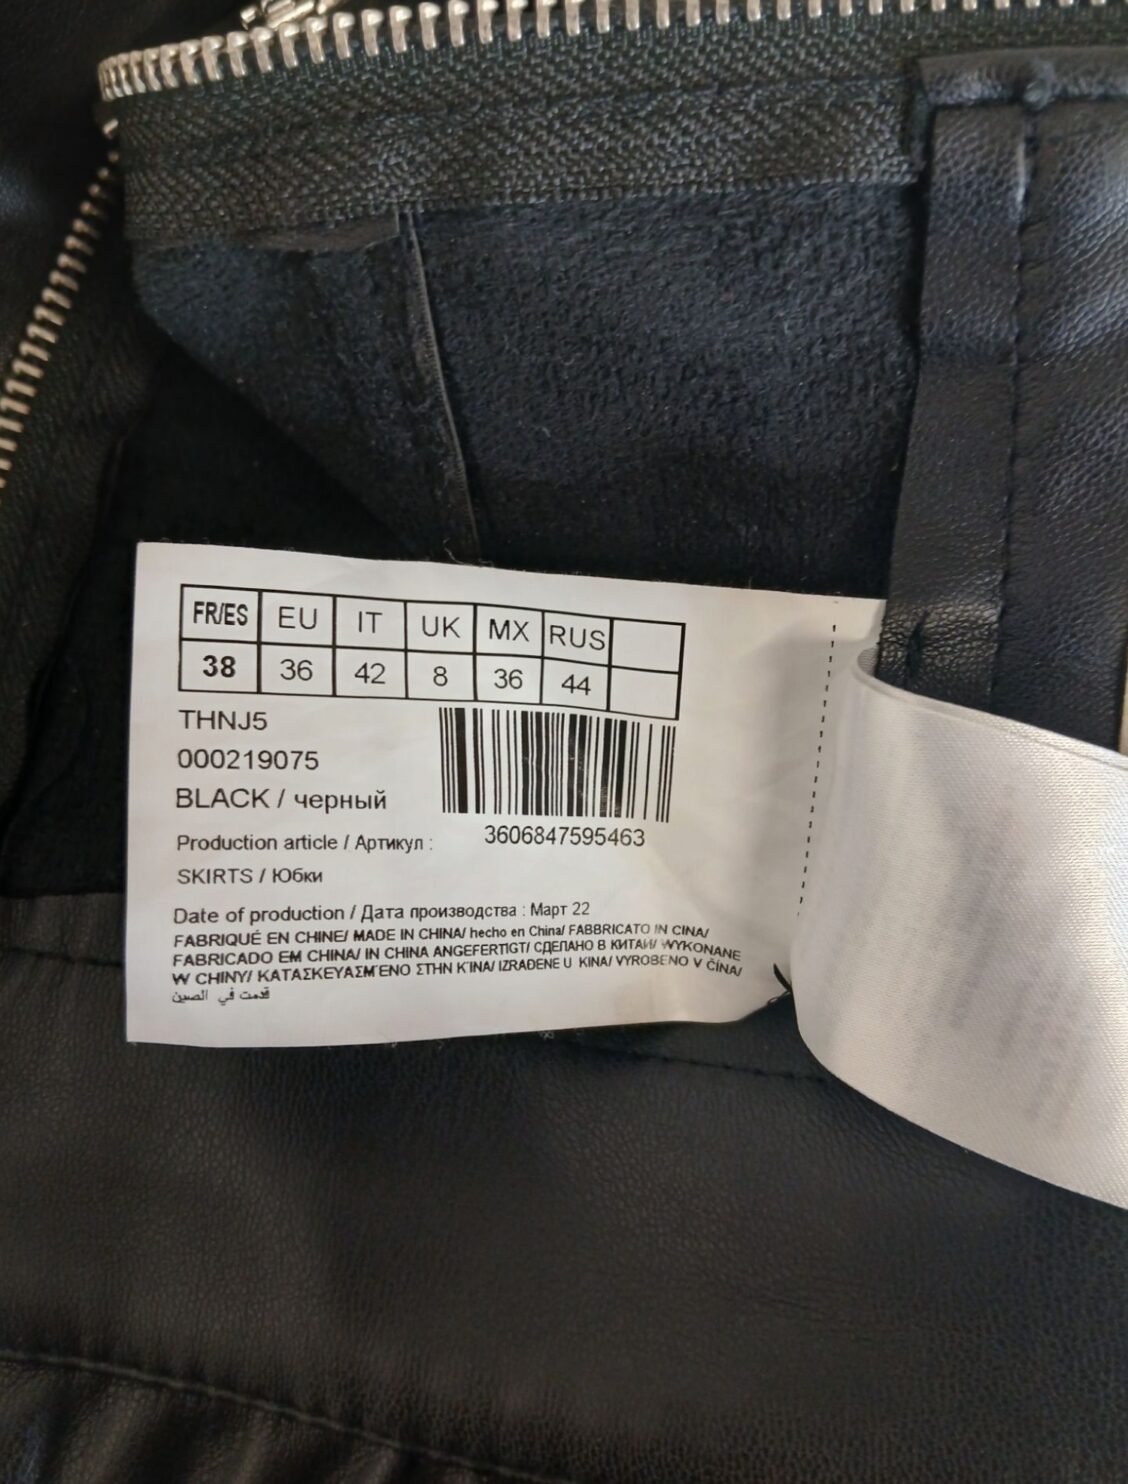 FR/ES EU IT UK MX RUS
38 36 42 8 36 44
THNJ5
000219075
BLACK / черный
3606847595463
Production article / Артикул :
SKIRTS / Юбки
Date of production / Дата производства : Март 22
FABRIQUÉ EN CHINE/ MADE IN CHINA/ hecho en China/ FABBRICATO IN CINA/
FABRICADO EM CHINA/ IN CHINA ANGEFERTIGT/ СДЕЛАНО В КИТАЙ/ WYKONANE
W CHINY/ ΚΑΤΑΣΚΕΥΑΣΜΈΝΟ ΣΤΗΝ ΚΊΝΑ/ IZRAĐENE U KINA/ VYROBENO V ČÍNA/
قدمت في الصين